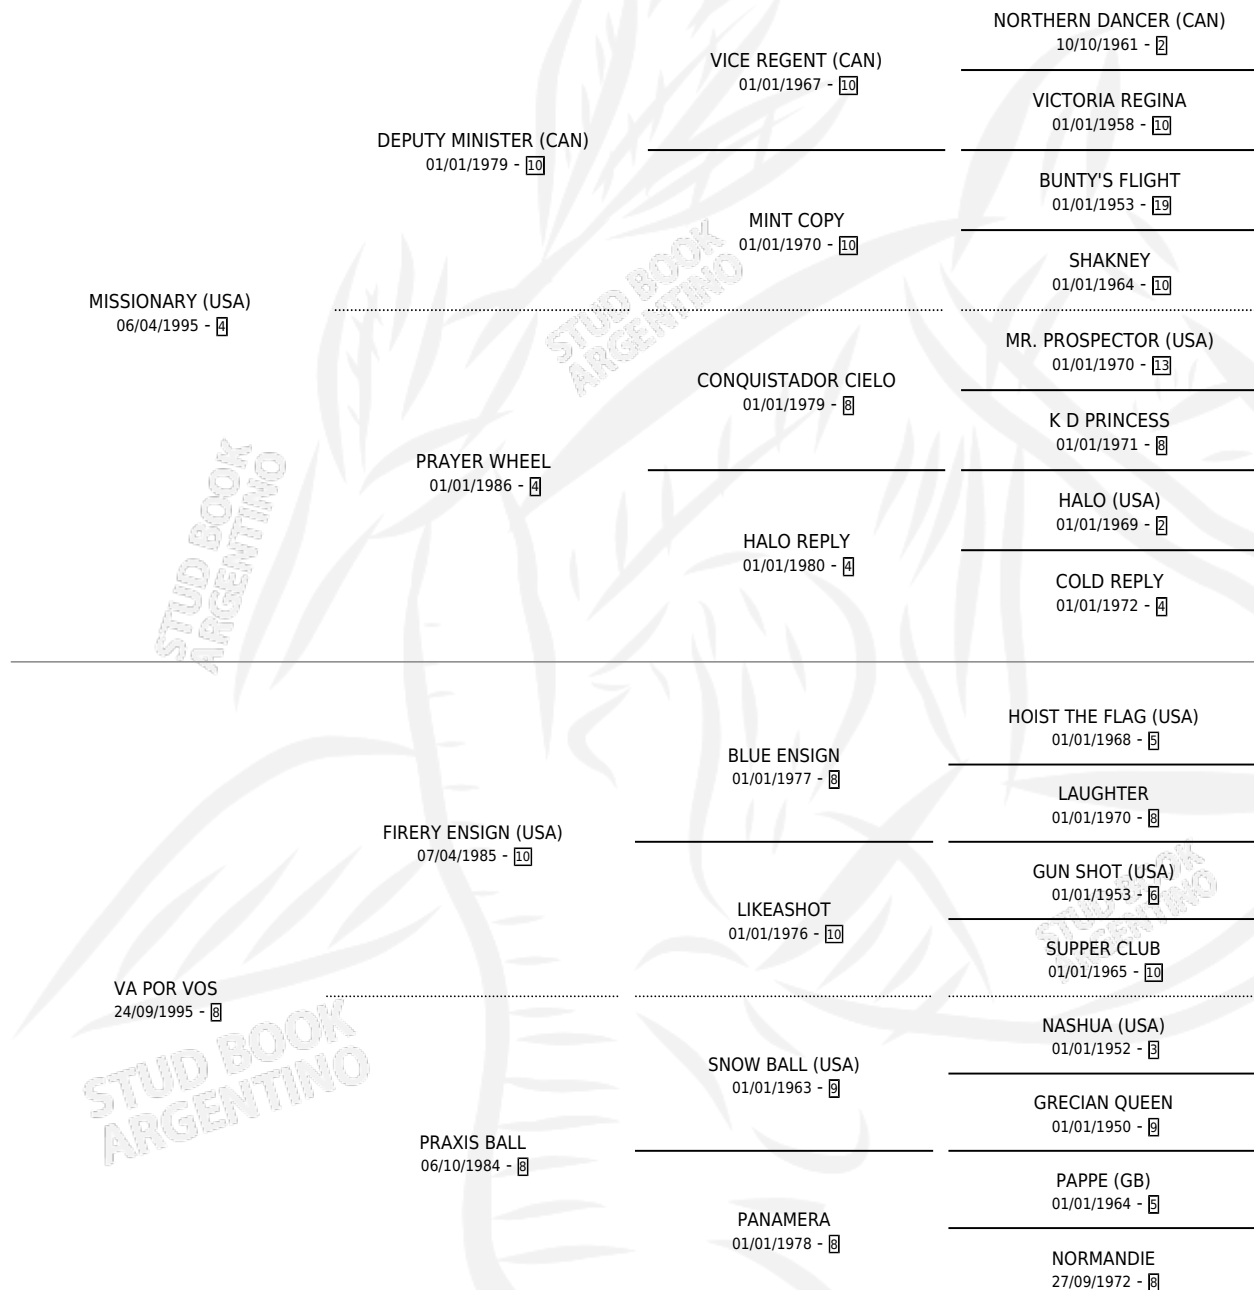 NORTHERN DANCER (CAN)
10/10/1961 - 2
VICE REGENT (CAN)
01/01/1967 - 10
VICTORIA REGINA
01/01/1958 - 10
DEPUTY MINISTER (CAN)
01/01/1979 - 10
BUNTY'S FLIGHT
01/01/1953 - 19
MINT COPY
01/01/1970 - 10
SHAKNEY
01/01/1964 - 10
MISSIONARY (USA)
06/04/1995 - 4
MR. PROSPECTOR (USA)
01/01/1970 - 13
CONQUISTADOR CIELO
01/01/1979 - 8
K D PRINCESS
01/01/1971 - 8
PRAYER WHEEL
01/01/1986 - 4
HALO (USA)
01/01/1969 - 2
HALO REPLY
01/01/1980 - 4
COLD REPLY
01/01/1972 - 4
HOIST THE FLAG (USA)
01/01/1968 - 5
BLUE ENSIGN
01/01/1977 - 8
LAUGHTER
01/01/1970 - 8
FIRERY ENSIGN (USA)
07/04/1985 - 10
GUN SHOT (USA)
01/01/1953 - 6
LIKEASHOT
01/01/1976 - 10
SUPPER CLUB
01/01/1965 - 10
VA POR VOS
24/09/1995 - 8
NASHUA (USA)
01/01/1952 - 3
SNOW BALL (USA)
01/01/1963 - 9
GRECIAN QUEEN
01/01/1950 - 9
PRAXIS BALL
06/10/1984 - 8
PAPPE (GB)
01/01/1964 - 5
PANAMERA
01/01/1978 - 8
NORMANDIE
27/09/1972 - 8
STUD BOOK
ARGENTINO
STUD BOOK
ARGENTINO
STUD BOOK
ARGENTINO
STUD BOOK
ARGENTINO